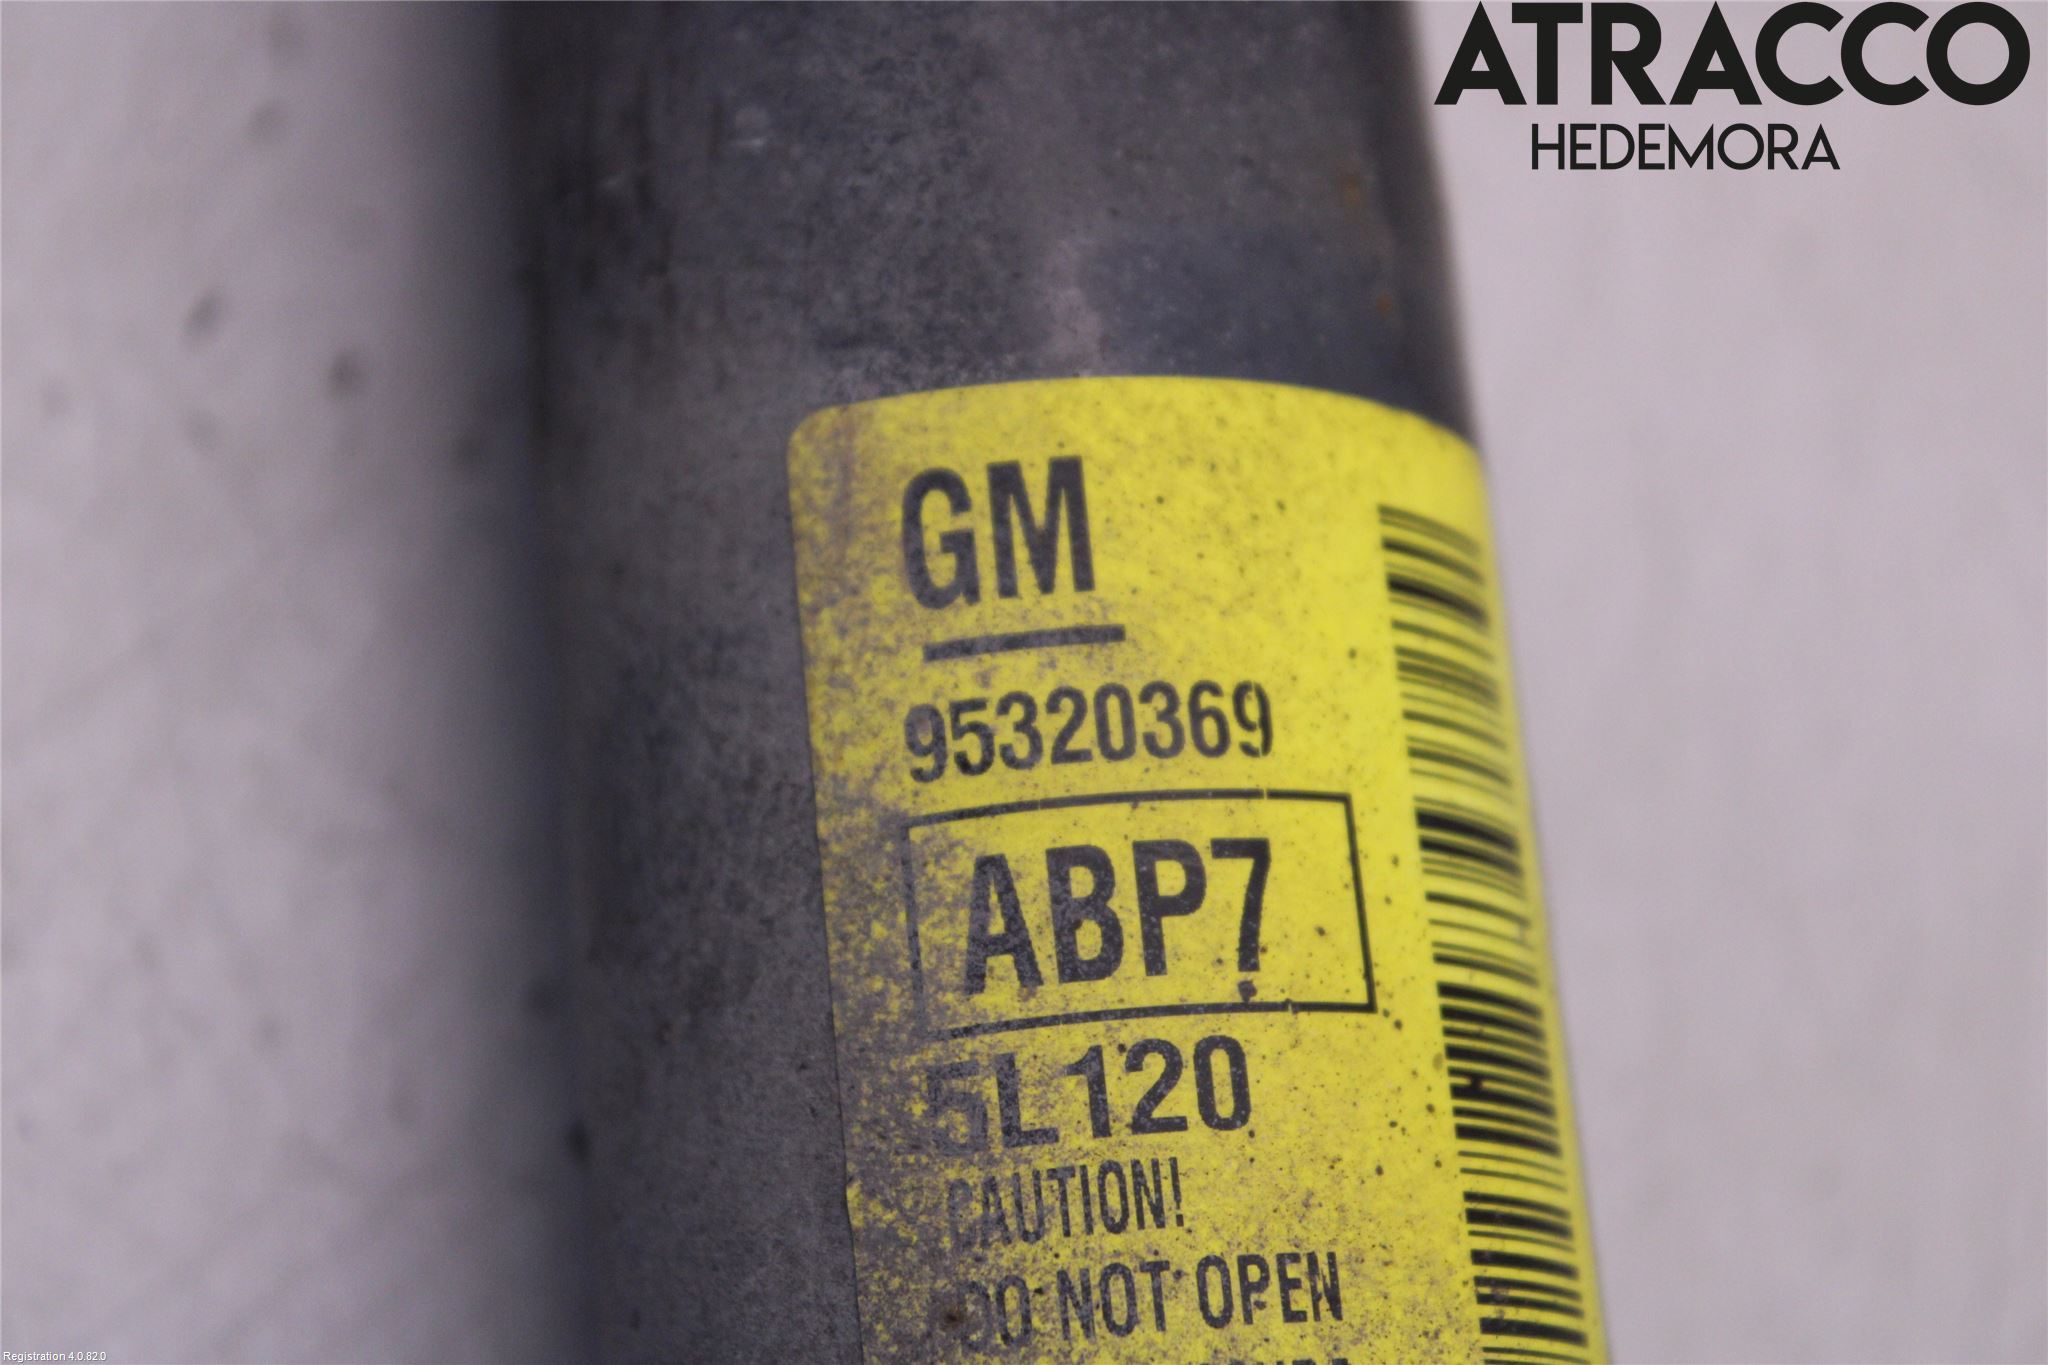 ATRACCO
HEDEMORA
GM
95320369
ABP7
5L120
CAUTION!
DO NOT OPEN
Registration 4.0.82.0